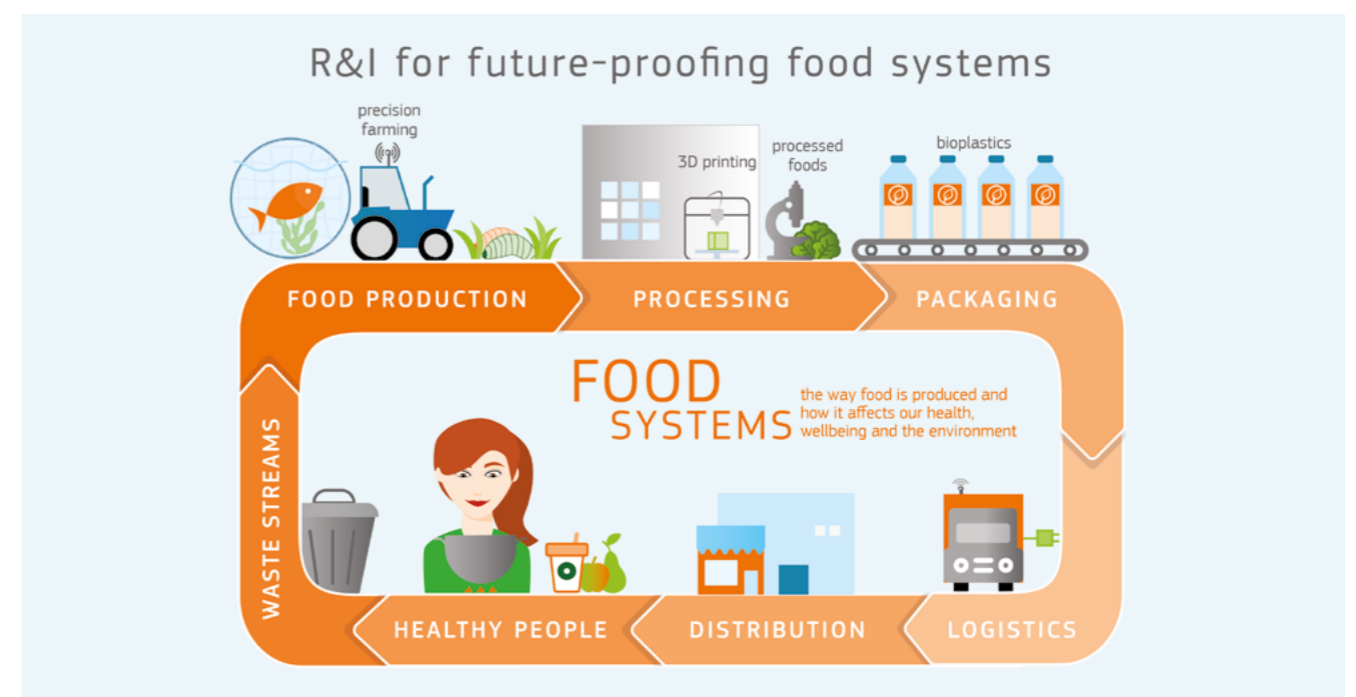 R&I for future-proofing food systems
precision
farming
3D printing
processed
foods
bioplastics
FOOD PRODUCTION
PROCESSING
PACKAGING
FOOD
SYSTEMS
the way food is produced and
how it affects our health,
wellbeing and the environment
WASTE STREAMS
HEALTHY PEOPLE
DISTRIBUTION
LOGISTICS